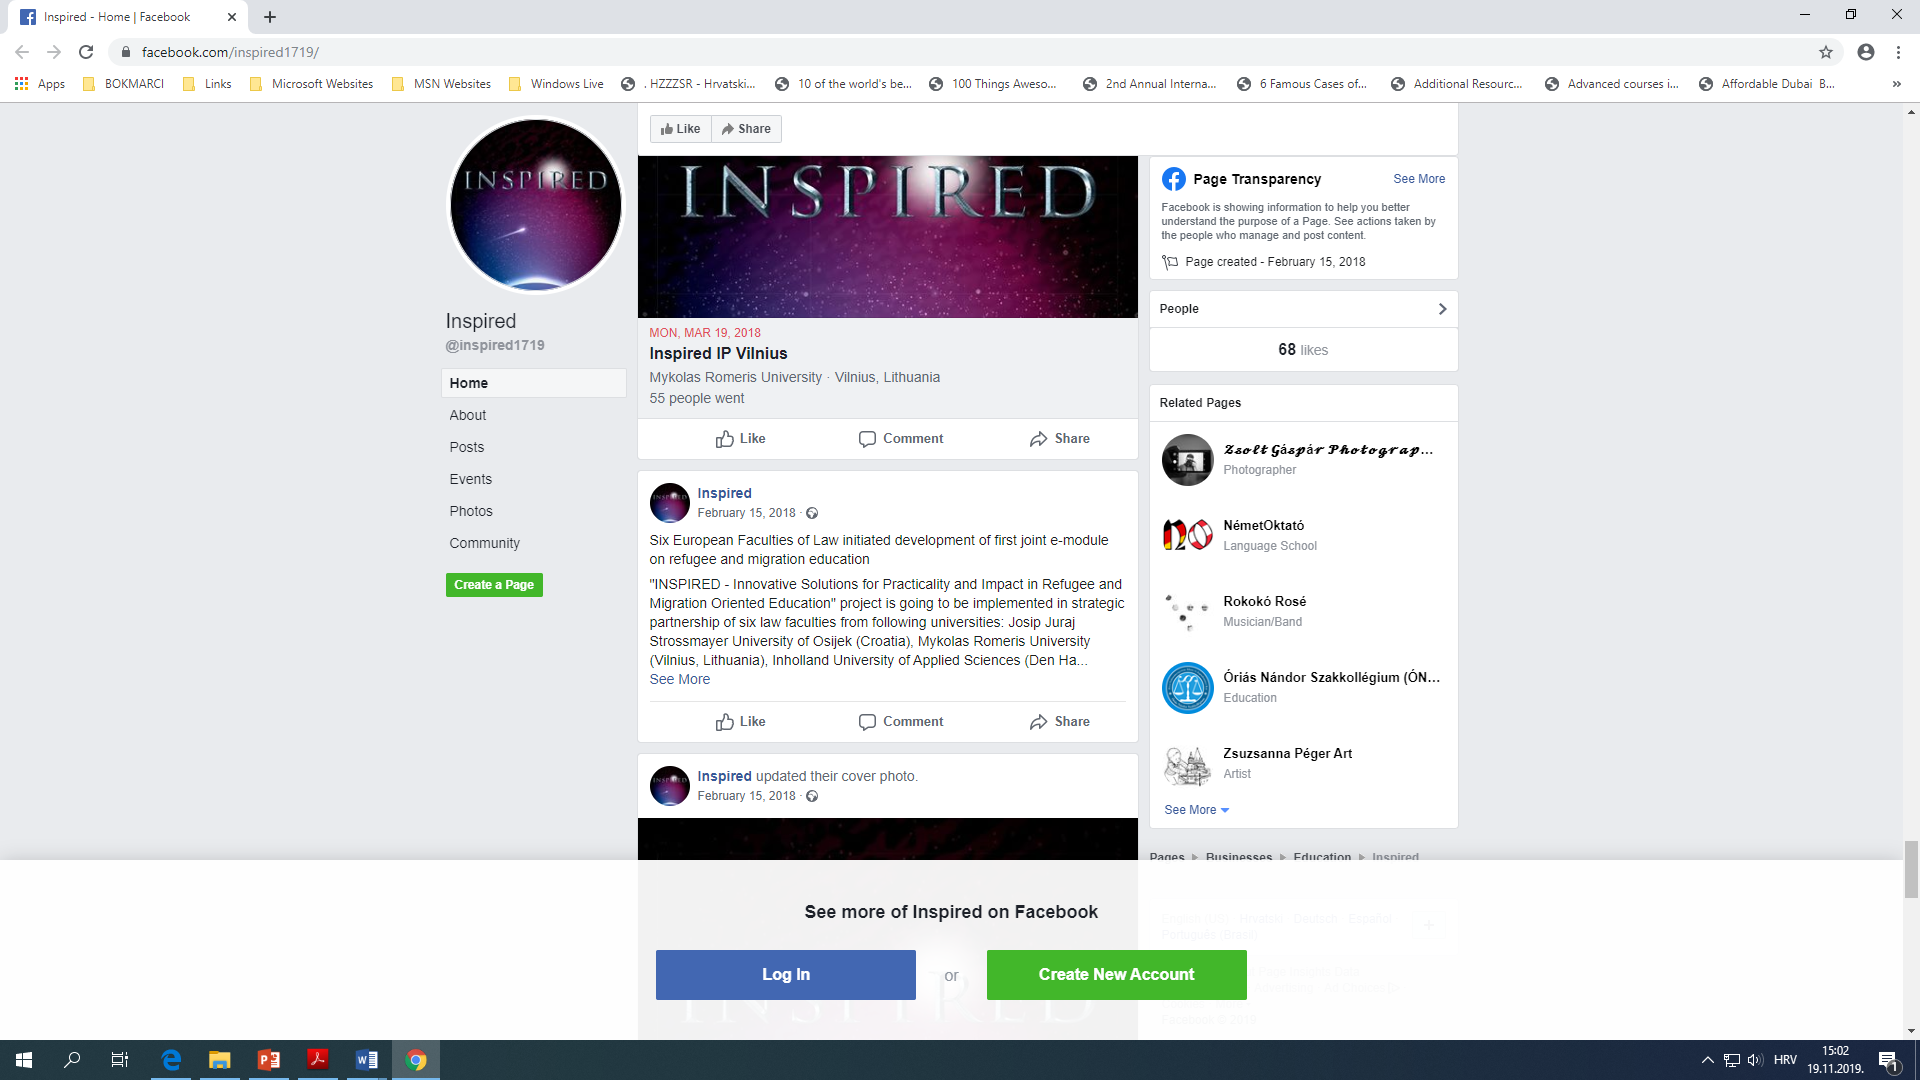 Inspired - Home | Facebook
facebook.com/inspired1719/
Apps BOKMARCI Links Microsoft Websites MSN Websites Windows Live . HZZZSR - Hrvatski... 10 of the world's be... 100 Things Aweso... 2nd Annual Interna... 6 Famous Cases of... Additional Resourc... Advanced courses i... Affordable Dubai B... »
INSPIRED
Inspired
@inspired1719
Home
About
Posts
Events
Photos
Community
Create a Page
Like Share
INSPIRED
MON, MAR 19, 2018
Inspired IP Vilnius
Mykolas Romeris University · Vilnius, Lithuania
55 people went
Like Comment Share
Inspired
February 15, 2018 ·
Six European Faculties of Law initiated development of first joint e-module
on refugee and migration education
"INSPIRED - Innovative Solutions for Practicality and Impact in Refugee and
Migration Oriented Education" project is going to be implemented in strategic
partnership of six law faculties from following universities: Josip Juraj
Strossmayer University of Osijek (Croatia), Mykolas Romeris University
(Vilnius, Lithuania), Inholland University of Applied Sciences (Den Ha...
See More
Like Comment Share
Inspired updated their cover photo.
February 15, 2018 ·
Page Transparency See More
Facebook is showing information to help you better
understand the purpose of a Page. See actions taken by
the people who manage and post content.
Page created - February 15, 2018
People
68 likes
Related Pages
𝓩𝓼𝓸𝓵𝓽 𝓖á𝓼𝓹á𝓻 𝓟𝓱𝓸𝓽𝓸𝓰𝓻𝓪𝓹...
Photographer
NémetOktató
Language School
Rokokó Rosé
Musician/Band
Óriás Nándor Szakkollégium (ÓN...
Education
Zsuzsanna Péger Art
Artist
See More
Pages Businesses Education Inspired
See more of Inspired on Facebook
Log In or Create New Account
INSPIRED
HRV
15:02
19.11.2019.
1